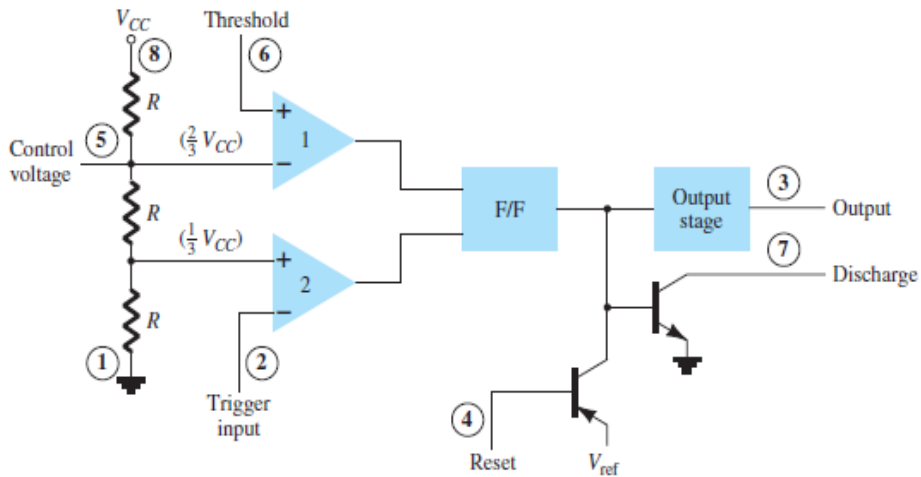 V_CC
8
Threshold
6
R
+
5
(2/3 V_CC)
1
Control
voltage
−
R
F/F
Output
stage
3
Output
(1/3 V_CC)
+
7
2
Discharge
R
−
1
2
Trigger
input
4
Reset
V_ref